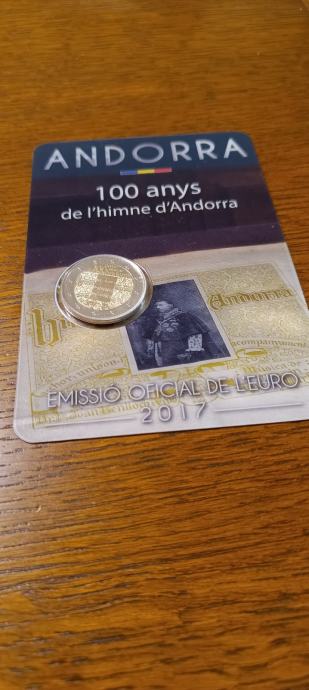 ANDORRA
100 anys
de l'himne d'Andorra
Andorra
EMISSIÓ OFICIAL DE L'EURO
2017